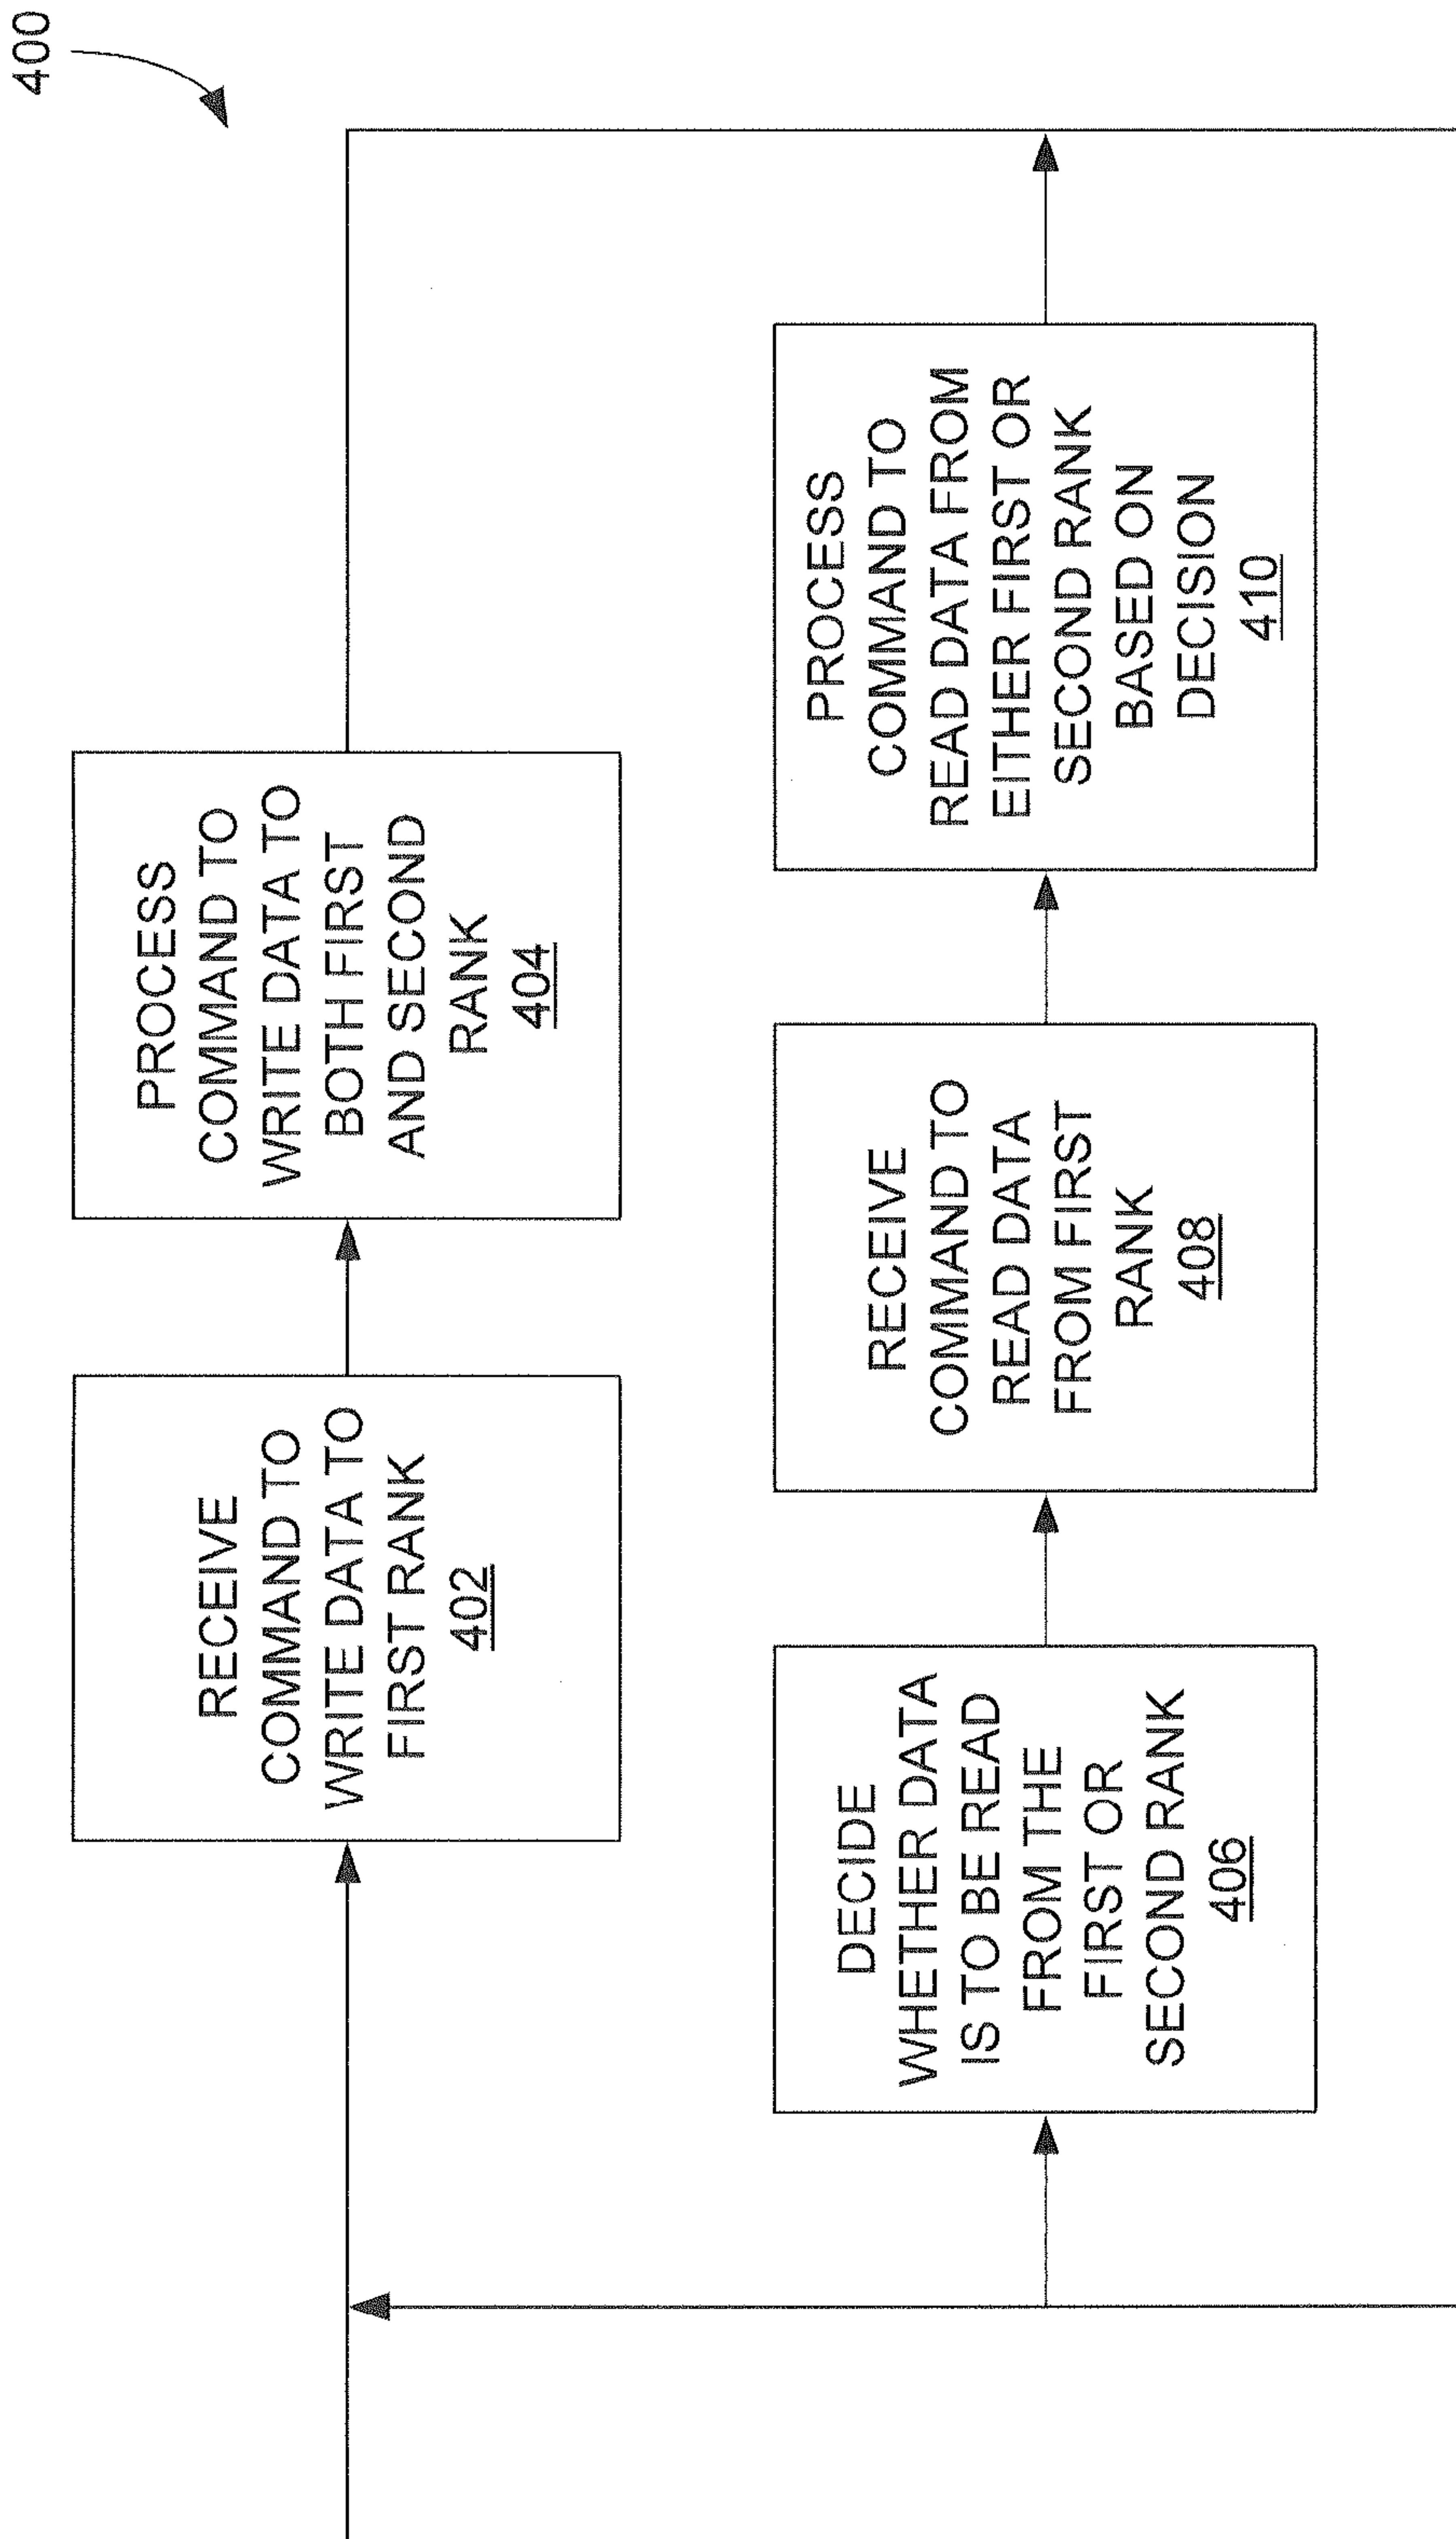 400
RECEIVE
COMMAND TO
WRITE DATA TO
FIRST RANK
402
PROCESS
COMMAND TO
WRITE DATA TO
BOTH FIRST
AND SECOND
RANK
404
DECIDE
WHETHER DATA
IS TO BE READ
FROM THE
FIRST OR
SECOND RANK
406
RECEIVE
COMMAND TO
READ DATA
FROM FIRST
RANK
408
PROCESS
COMMAND TO
READ DATA FROM
EITHER FIRST OR
SECOND RANK
BASED ON
DECISION
410